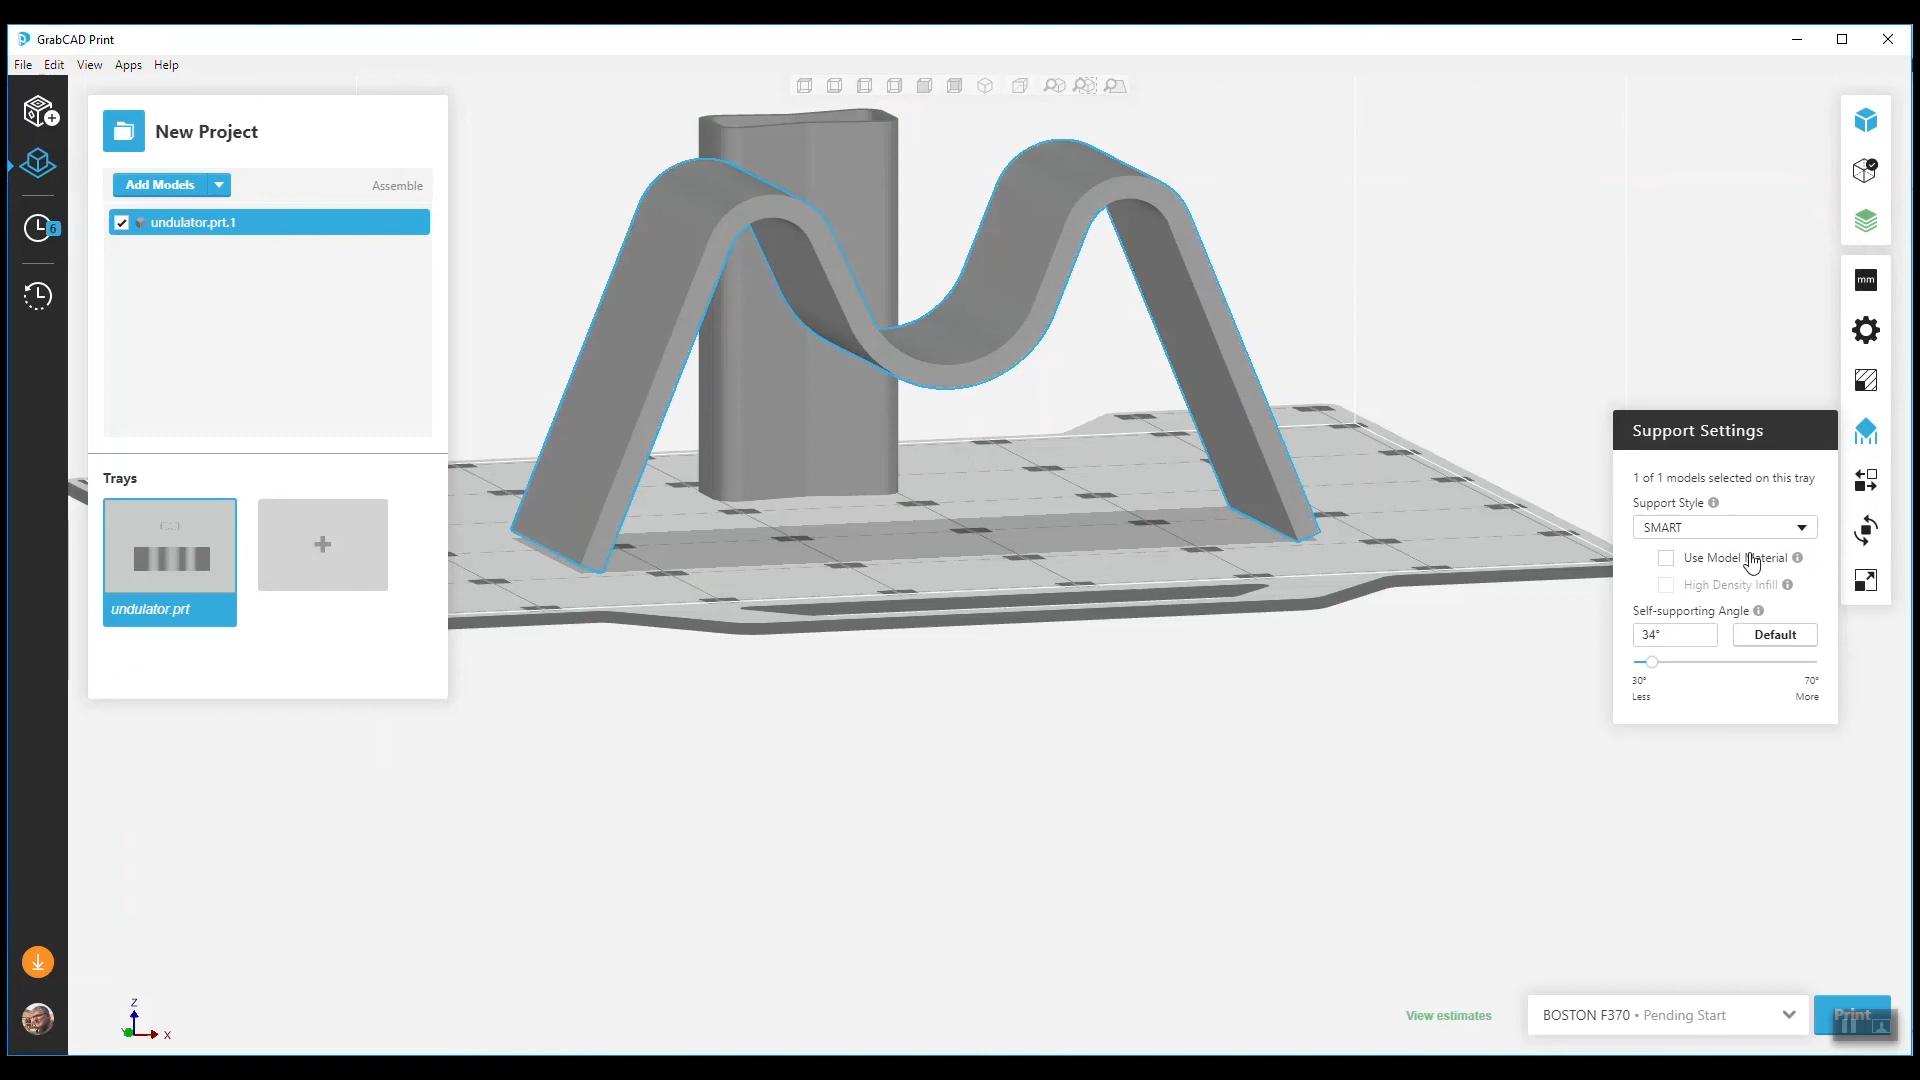 GrabCAD Print
File Edit View Apps Help
New Project
Add Models
Assemble
undulator.prt.1
6
Trays
undulator.prt
mm
Support Settings
1 of 1 models selected on this tray
Support Style
SMART
Use Model Material
High Density Infill
Self-supporting Angle
34°
Default
30° 70°
Less More
Z
Y X
View estimates
BOSTON F370 • Pending Start
Print